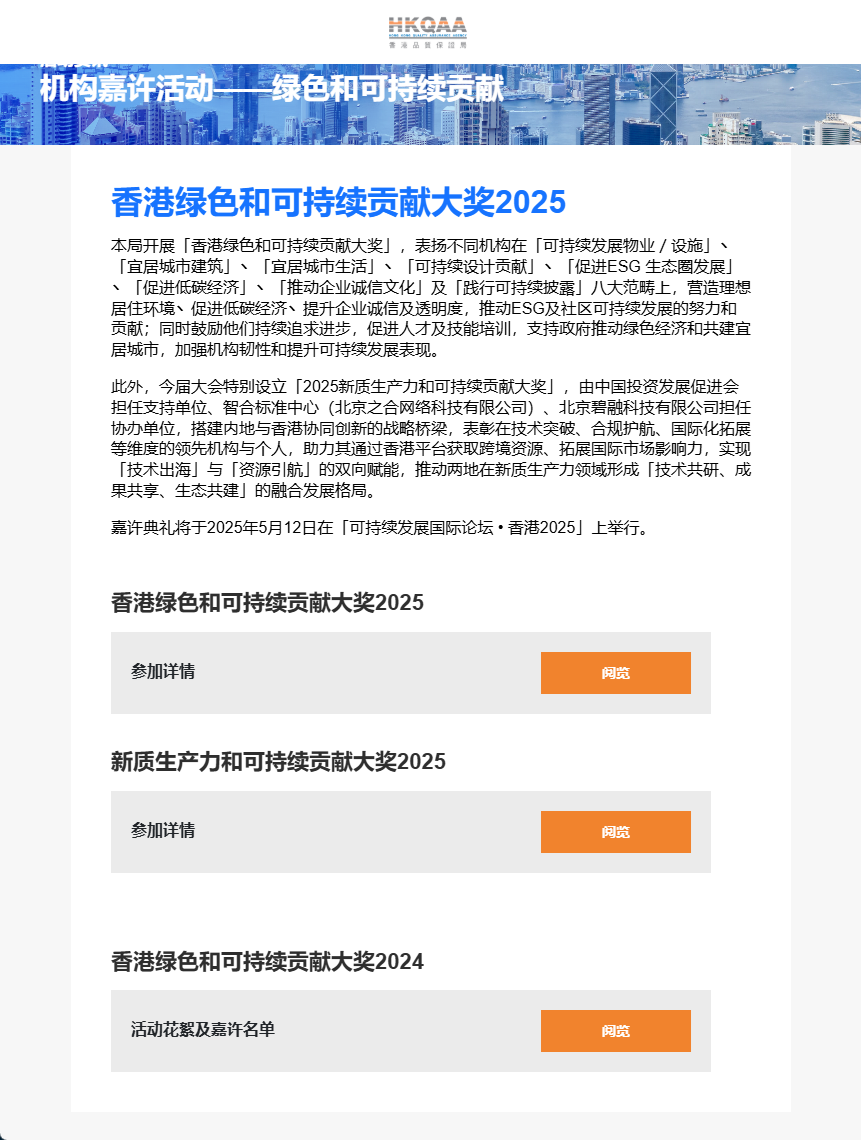 HKQAA
HONG KONG QUALITY ASSURANCE AGENCY
香港品質保證局
机构嘉许活动——绿色和可持续贡献
香港绿色和可持续贡献大奖2025
本局开展「香港绿色和可持续贡献大奖」，表扬不同机构在「可持续发展物业 / 设施」、
「宜居城市建筑」、「宜居城市生活」、「可持续设计贡献」、「促进ESG 生态圈发展」
、「促进低碳经济」、「推动企业诚信文化」及「践行可持续披露」八大范畴上，营造理想
居住环境、促进低碳经济、提升企业诚信及透明度，推动ESG及社区可持续发展的努力和
贡献；同时鼓励他们持续追求进步，促进人才及技能培训，支持政府推动绿色经济和共建宜
居城市，加强机构韧性和提升可持续发展表现。
此外，今届大会特别设立「2025新质生产力和可持续贡献大奖」，由中国投资发展促进会
担任支持单位、智合标准中心（北京之合网络科技有限公司）、北京碧融科技有限公司担任
协办单位，搭建内地与香港协同创新的战略桥梁，表彰在技术突破、合规护航、国际化拓展
等维度的领先机构与个人，助力其通过香港平台获取跨境资源、拓展国际市场影响力，实现
「技术出海」与「资源引航」的双向赋能，推动两地在新质生产力领域形成「技术共研、成
果共享、生态共建」的融合发展格局。
嘉许典礼将于2025年5月12日在「可持续发展国际论坛 • 香港2025」上举行。
香港绿色和可持续贡献大奖2025
参加详情
阅览
新质生产力和可持续贡献大奖2025
参加详情
阅览
香港绿色和可持续贡献大奖2024
活动花絮及嘉许名单
阅览